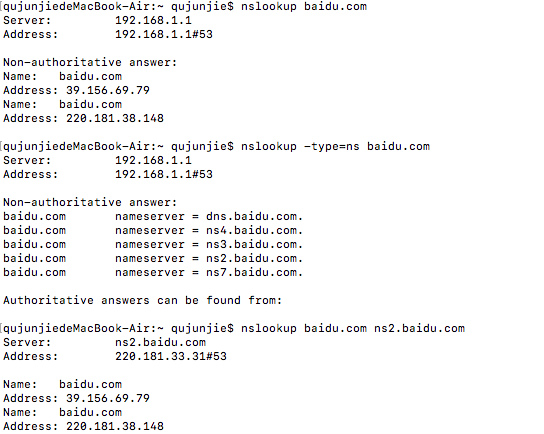 [qujunjiedeMacBook-Air:~ qujunjie$ nslookup baidu.com
Server:		192.168.1.1
Address:	192.168.1.1#53

Non-authoritative answer:
Name:	baidu.com
Address: 39.156.69.79
Name:	baidu.com
Address: 220.181.38.148

[qujunjiedeMacBook-Air:~ qujunjie$ nslookup -type=ns baidu.com
Server:		192.168.1.1
Address:	192.168.1.1#53

Non-authoritative answer:
baidu.com	nameserver = dns.baidu.com.
baidu.com	nameserver = ns4.baidu.com.
baidu.com	nameserver = ns3.baidu.com.
baidu.com	nameserver = ns2.baidu.com.
baidu.com	nameserver = ns7.baidu.com.

Authoritative answers can be found from:

[qujunjiedeMacBook-Air:~ qujunjie$ nslookup baidu.com ns2.baidu.com
Server:		ns2.baidu.com
Address:	220.181.33.31#53

Name:	baidu.com
Address: 39.156.69.79
Name:	baidu.com
Address: 220.181.38.148